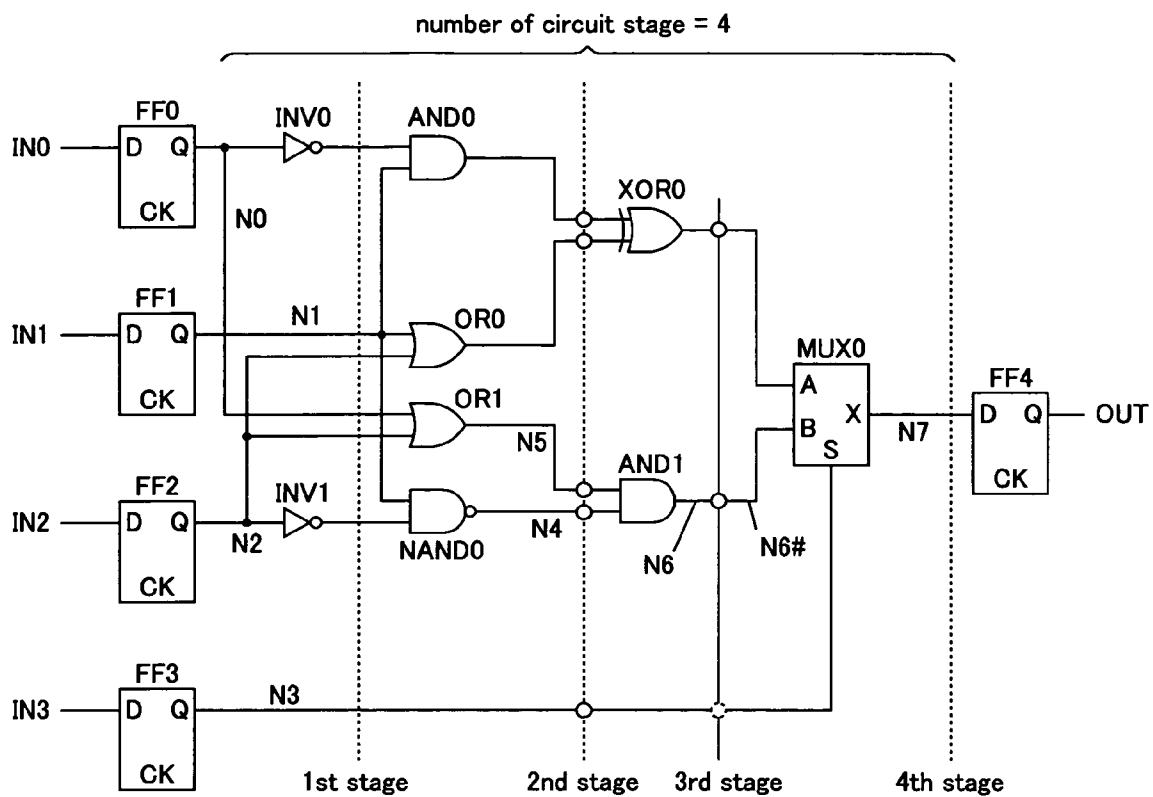 number of circuit stage = 4
FF0
INV0
AND0
IN0
D Q
CK
N0
XOR0
FF1
N1
OR0
IN1
D Q
CK
MUX0
A
B
X
S
FF4
N7
D Q
CK
OUT
OR1
N5
AND1
FF2
INV1
IN2
D Q
CK
N2
NAND0
N4
N6
N6#
FF3
N3
IN3
D Q
CK
1st stage
2nd stage
3rd stage
4th stage